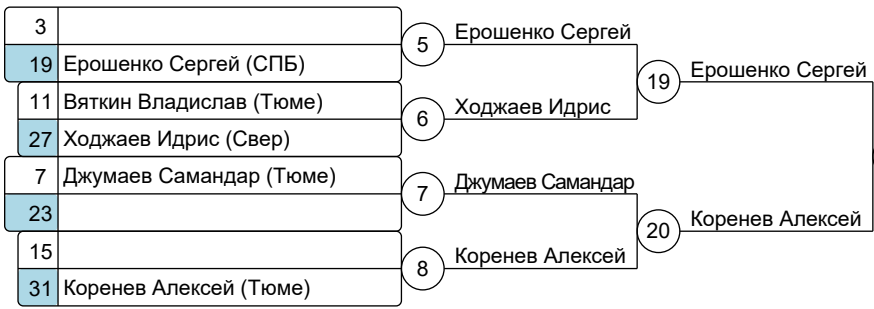 3
5
Ерошенко Сергей
19 Ерошенко Сергей (СПБ)
19
Ерошенко Сергей
11 Вяткин Владислав (Тюме)
6
Ходжаев Идрис
27 Ходжаев Идрис (Свер)
7 Джумаев Самандар (Тюме)
7
Джумаев Самандар
23
20
Коренев Алексей
15
8
Коренев Алексей
31 Коренев Алексей (Тюме)